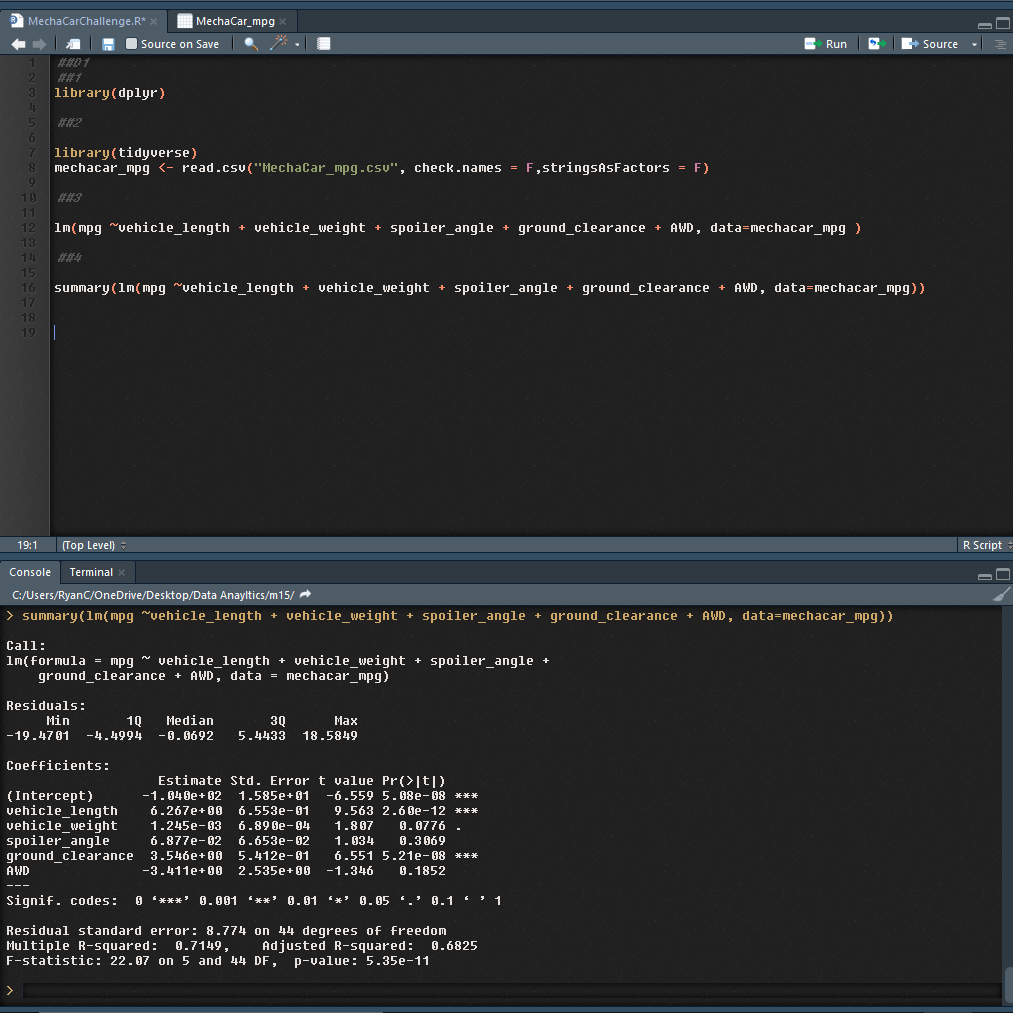 MechaCarChallenge.R* × MechaCar_mpg ×
Source on Save Run Source
1 ##D1
2 ##1
3 library(dplyr)
4
5 ##2
6
7 library(tidyverse)
8 mechacar_mpg <- read.csv("MechaCar_mpg.csv", check.names = F,stringsAsFactors = F)
9
10 ##3
11
12 lm(mpg ~vehicle_length + vehicle_weight + spoiler_angle + ground_clearance + AWD, data=mechacar_mpg )
13
14 ##4
15
16 summary(lm(mpg ~vehicle_length + vehicle_weight + spoiler_angle + ground_clearance + AWD, data=mechacar_mpg))
17
18
19
19:1 (Top Level) R Script
Console Terminal ×
C:/Users/RyanC/OneDrive/Desktop/Data Anayltics/m15/
> summary(lm(mpg ~vehicle_length + vehicle_weight + spoiler_angle + ground_clearance + AWD, data=mechacar_mpg))
Call:
lm(formula = mpg ~ vehicle_length + vehicle_weight + spoiler_angle +
ground_clearance + AWD, data = mechacar_mpg)
Residuals:
Min 1Q Median 3Q Max
-19.4701 -4.4994 -0.0692 5.4433 18.5849
Coefficients:
Estimate Std. Error t value Pr(>|t|)
(Intercept) -1.040e+02 1.585e+01 -6.559 5.08e-08 ***
vehicle_length 6.267e+00 6.553e-01 9.563 2.60e-12 ***
vehicle_weight 1.245e-03 6.890e-04 1.807 0.0776 .
spoiler_angle 6.877e-02 6.653e-02 1.034 0.3069
ground_clearance 3.546e+00 5.412e-01 6.551 5.21e-08 ***
AWD -3.411e+00 2.535e+00 -1.346 0.1852
---
Signif. codes: 0 ‘***’ 0.001 ‘**’ 0.01 ‘*’ 0.05 ‘.’ 0.1 ‘ ’ 1
Residual standard error: 8.774 on 44 degrees of freedom
Multiple R-squared: 0.7149, Adjusted R-squared: 0.6825
F-statistic: 22.07 on 5 and 44 DF, p-value: 5.35e-11
>